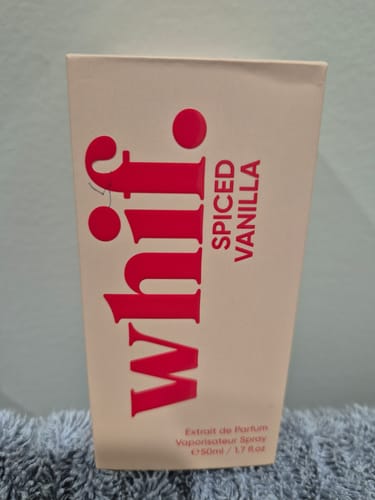 whif.
SPICED
VANILLA
Extrait de Parfum
Vaporisateur Spray
℮50ml / 1.7 fl.oz